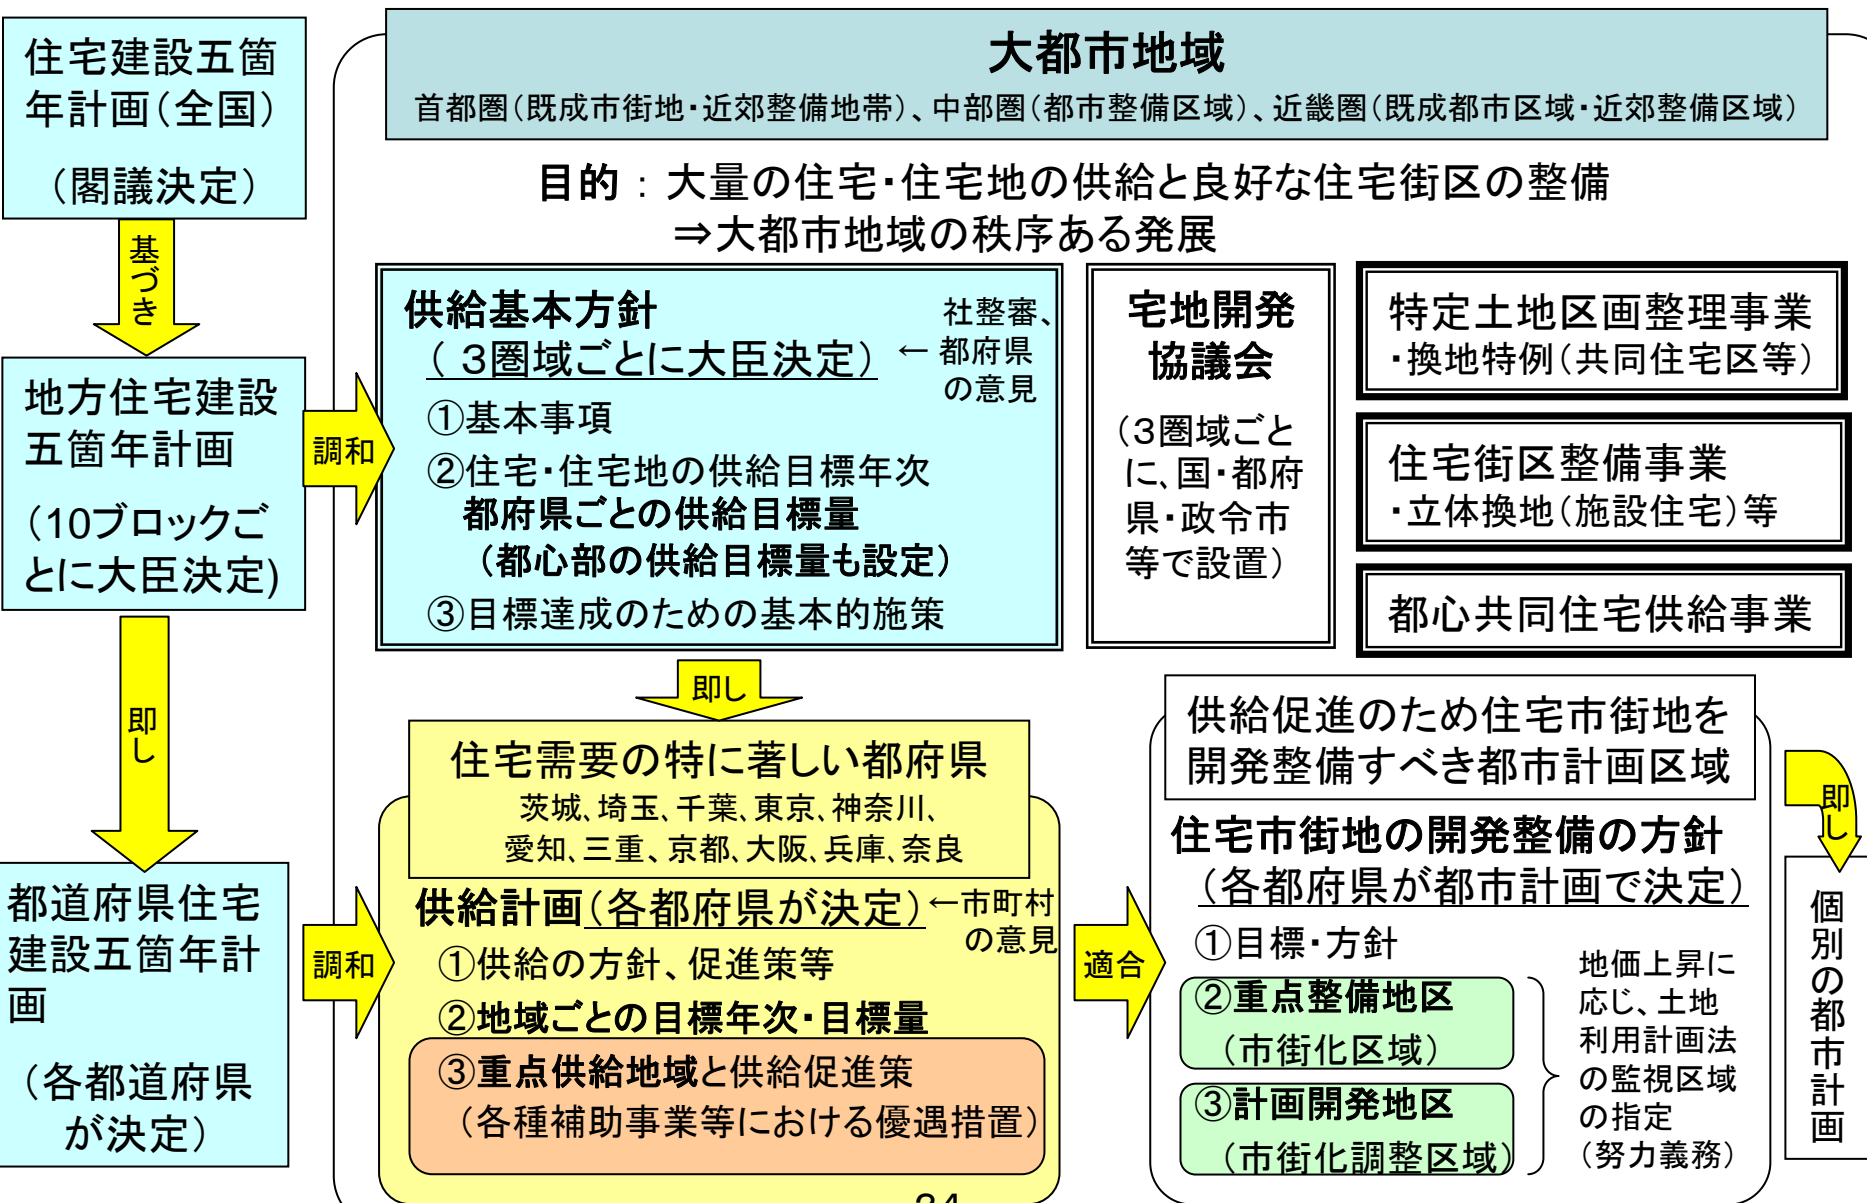 住宅建設五箇
年計画(全国)
(閣議決定)
基づき
地方住宅建設
五箇年計画
(10ブロックご
とに大臣決定)
即し
都道府県住宅
建設五箇年計
画
(各都道府県
が決定)
大都市地域
首都圏(既成市街地・近郊整備地帯)、中部圏(都市整備区域)、近畿圏(既成都市区域・近郊整備区域)
目的:大量の住宅・住宅地の供給と良好な住宅街区の整備
⇒大都市地域の秩序ある発展
調和
供給基本方針
(3圏域ごとに大臣決定)
←
社整審、
都府県
の意見
①基本事項
②住宅・住宅地の供給目標年次
都府県ごとの供給目標量
(都心部の供給目標量も設定)
③目標達成のための基本的施策
宅地開発
協議会
(3圏域ごと
に、国・都府
県・政令市
等で設置)
特定土地区画整理事業
・換地特例(共同住宅区等)
住宅街区整備事業
・立体換地(施設住宅)等
都心共同住宅供給事業
即し
住宅需要の特に著しい都府県
茨城、埼玉、千葉、東京、神奈川、
愛知、三重、京都、大阪、兵庫、奈良
調和
供給計画(各都府県が決定)
←市町村
の意見
①供給の方針、促進策等
②地域ごとの目標年次・目標量
③重点供給地域と供給促進策
(各種補助事業等における優遇措置)
適合
供給促進のため住宅市街地を
開発整備すべき都市計画区域
住宅市街地の開発整備の方針
(各都府県が都市計画で決定)
①目標・方針
②重点整備地区
(市街化区域)
③計画開発地区
(市街化調整区域)
地価上昇に
応じ、土地
利用計画法
の監視区域
の指定
(努力義務)
即し
個別の都市計画